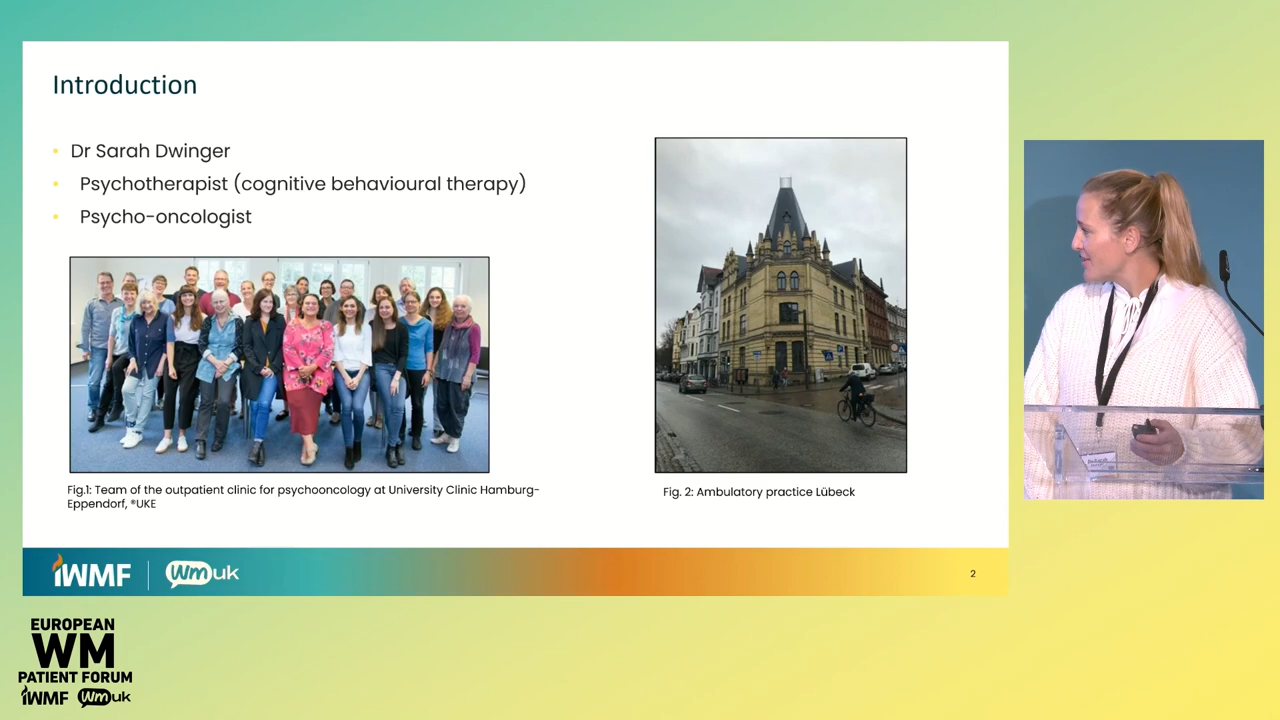 Introduction
• Dr Sarah Dwinger
• Psychotherapist (cognitive behavioural therapy)
• Psycho-oncologist
Fig.1: Team of the outpatient clinic for psychooncology at University Clinic Hamburg-
Eppendorf, ®UKE
Fig. 2: Ambulatory practice Lübeck
iWMF
Wmuk
2
EUROPEAN
WM
PATIENT FORUM
iWMF Wmuk